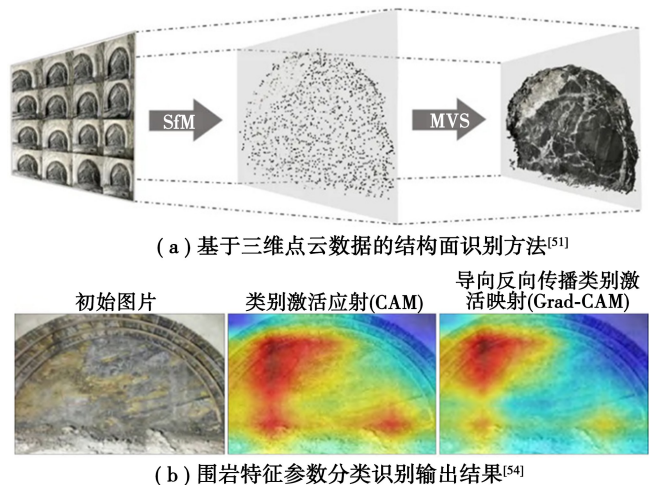 SfM
MVS
(a) 基于三维点云数据的结构面识别方法[51]
初始图片
类别激活应射(CAM)
导向反向传播类别激
活映射(Grad-CAM)
(b) 围岩特征参数分类识别输出结果[54]